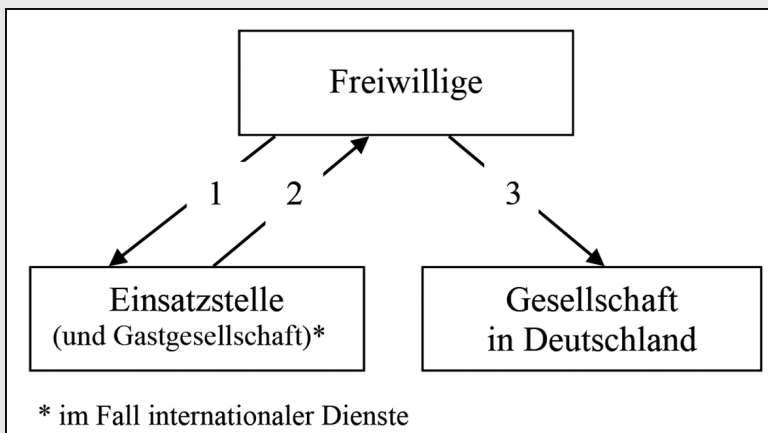 Freiwillige
1
2
3
Einsatzstelle
(und Gastgesellschaft)*
Gesellschaft
in Deutschland
* im Fall internationaler Dienste